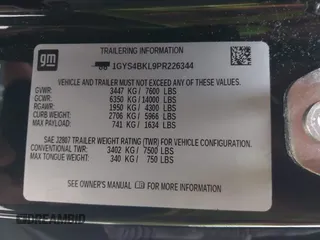 gm
TRAILERING INFORMATION
1GYS4BKL9PR226344
VEHICLE AND TRAILER MUST NOT EXCEED ANY OF THESE:
GVWR: 3447 KG/ 7600 LBS
GCWR: 6350 KG/ 14000 LBS
RGAWR: 1950 KG/ 4300 LBS
CURB WEIGHT: 2706 KG/ 5966 LBS
MAX PAYLOAD: 741 KG/ 1634 LBS
SAE J2807 TRAILER WEIGHT RATING (TWR) FOR VEHICLE CONFIGURATION.
CONVENTIONAL TWR: 3402 KG/ 7500 LBS
MAX TONGUE WEIGHT: 340 KG/ 750 LBS
SEE OWNER'S MANUAL FOR MORE INFORMATION
DREAMBID